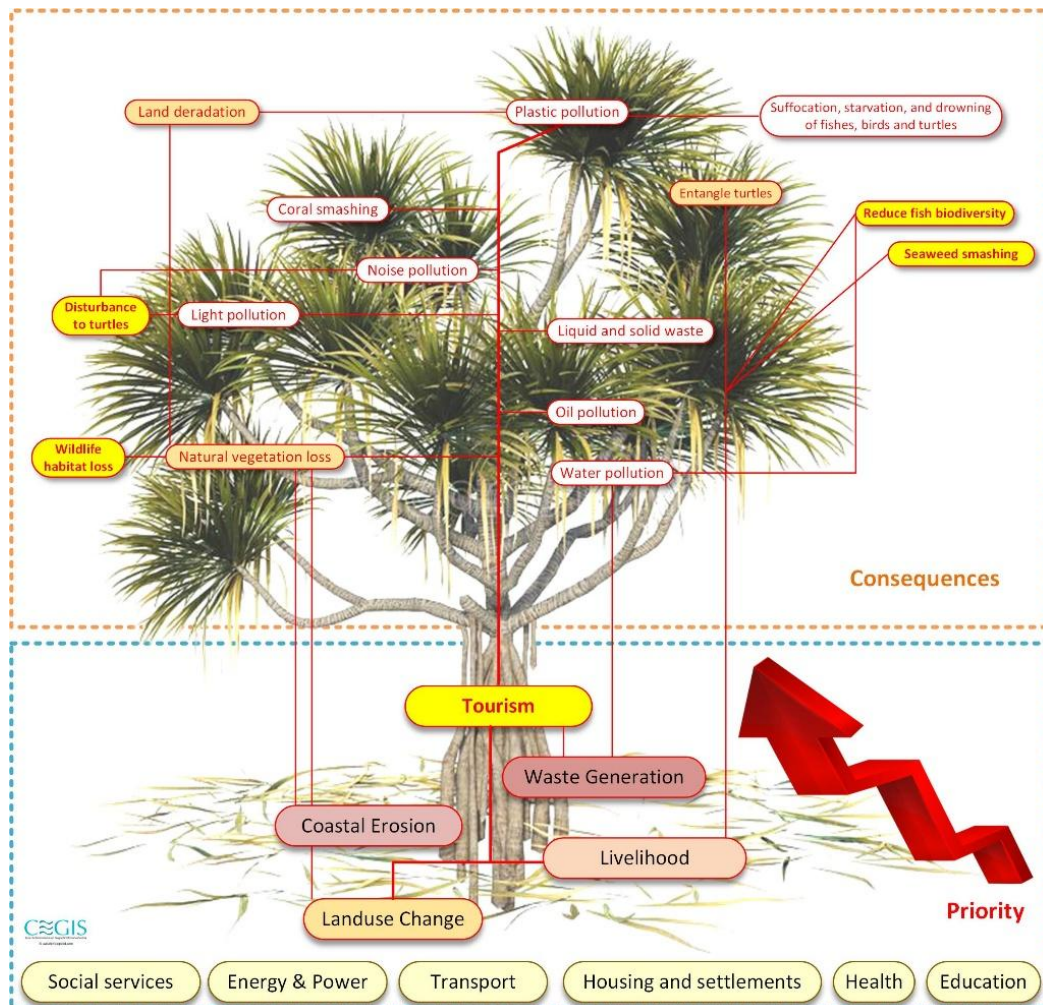 Land deradation
Plastic pollution
Suffocation, starvation, and drowning
of fishes, birds and turtles
Coral smashing
Entangle turtles
Reduce fish biodiversity
Noise pollution
Seaweed smashing
Disturbance
to turtles
Light pollution
Liquid and solid waste
Oil pollution
Wildlife
habitat loss
Natural vegetation loss
Water pollution
Consequences
Tourism
Waste Generation
Coastal Erosion
Livelihood
Landuse Change
Priority
CEGIS
Social services
Energy & Power
Transport
Housing and settlements
Health
Education